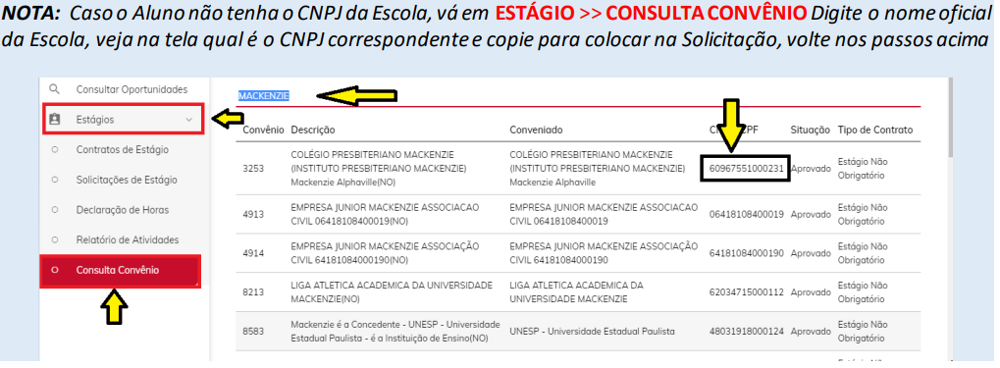 NOTA: Caso o Aluno não tenha o CNPJ da Escola, vá em ESTÁGIO >> CONSULTA CONVÊNIO Digite o nome oficial
da Escola, veja na tela qual é o CNPJ correspondente e copie para colocar na Solicitação, volte nos passos acima
Consultar Oportunidades
Estágios
Contratos de Estágio
Solicitações de Estágio
Declaração de Horas
Relatório de Atividades
Consulta Convênio
MACKENZIE
Convênio Descrição Conveniado Situação Tipo de Contrato
COLÉGIO PRESBITERIANO MACKENZIE COLÉGIO PRESBITERIANO MACKENZIE Estágio Não
3253 (INSTITUTO PRESBITERIANO MACKENZIE) (INSTITUTO PRESBITERIANO MACKENZIE) 60967551000231 Aprovado Obrigatório
Mackenzie Alphaville(NO) Mackenzie Alphaville
EMPRESA JUNIOR MACKENZIE ASSOCIACAO EMPRESA JUNIOR MACKENZIE ASSOCIACAO Estágio Não
4913 CIVIL 06418108400019(NO) CIVIL 06418108400019 06418108400019 Aprovado Obrigatório
EMPRESA JUNIOR MACKENZIE ASSOCIAÇÃO EMPRESA JÚNIOR MACKENZIE ASSOCIAÇÃO Estágio Não
4914 CIVIL 64181084000190(NO) CIVIL 64181084000190 64181084000190 Aprovado Obrigatório
LIGA ATLETICA ACADEMICA DA UNIVERSIDADE LIGA ATLETICA ACADEMICA DA Estágio Não
8213 MACKENZIE(NO) UNIVERSIDADE MACKENZIE 62034715000112 Aprovado Obrigatório
Mackenzie é a Concedente - UNESP - Universidade Estágio Não
8583 Estadual Paulista - é a Instituição de Ensino(NO) UNESP - Universidade Estadual Paulista 48031918000124 Aprovado Obrigatório